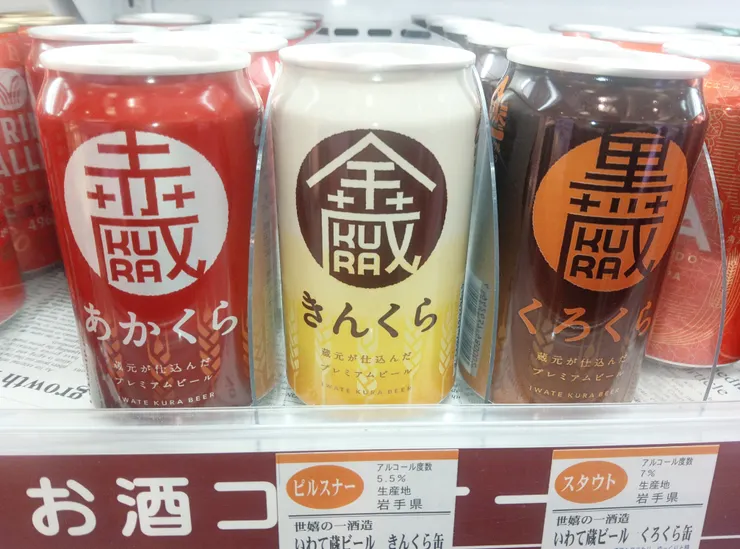 赤
蔵
KU
RA
あかくら
蔵元が仕込んだ
プレミアムビール
IWATE KURA BEER
金
蔵
KU
RA
きんくら
蔵元が仕込んだ
プレミアムビール
IWATE KURA BEER
黒
蔵
KU
RA
くろくら
蔵元が仕込んだ
プレミアムビール
IWATE KURA BEER
growth
お酒コーナー
ピルスナー
アルコール度数
5.5%
生産地
岩手県
世嬉の一酒造
いわて蔵ビール きんくら缶
スタウト
アルコール度数
7%
生産地
岩手県
世嬉の一酒造
いわて蔵ビール くろくら缶